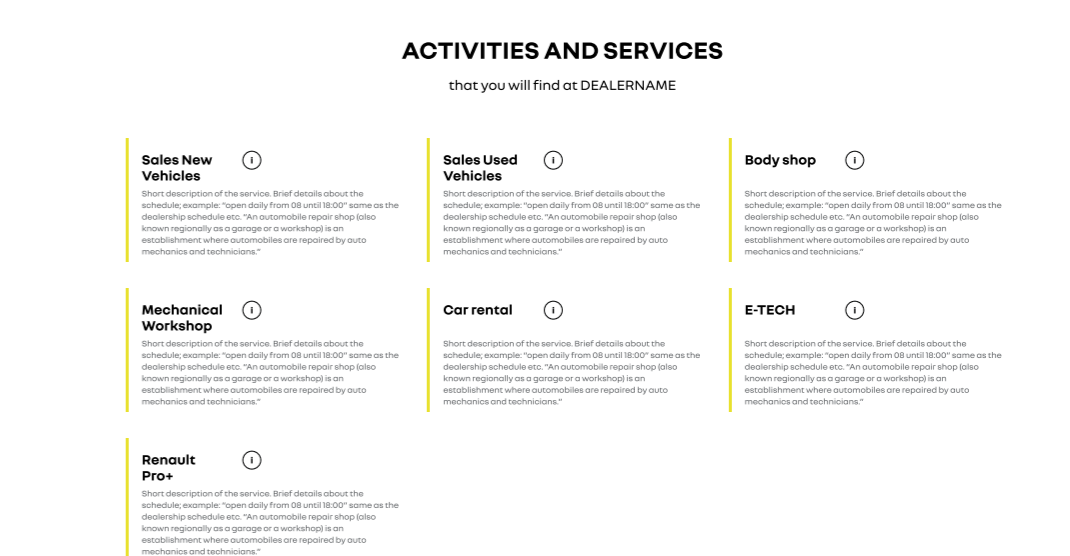 ACTIVITIES AND SERVICES
that you will find at DEALERNAME
Sales New
Vehicles
i
Short description of the service. Brief details about the
schedule; example: “open daily from 08 until 18:00” same as the
dealership schedule etc. “An automobile repair shop (also
known regionally as a garage or a workshop) is an
establishment where automobiles are repaired by auto
mechanics and technicians.”
Sales Used
Vehicles
i
Short description of the service. Brief details about the
schedule; example: “open daily from 08 until 18:00” same as the
dealership schedule etc. “An automobile repair shop (also
known regionally as a garage or a workshop) is an
establishment where automobiles are repaired by auto
mechanics and technicians.”
Body shop
i
Short description of the service. Brief details about the
schedule; example: “open daily from 08 until 18:00” same as the
dealership schedule etc. “An automobile repair shop (also
known regionally as a garage or a workshop) is an
establishment where automobiles are repaired by auto
mechanics and technicians.”
Mechanical
Workshop
i
Short description of the service. Brief details about the
schedule; example: “open daily from 08 until 18:00” same as the
dealership schedule etc. “An automobile repair shop (also
known regionally as a garage or a workshop) is an
establishment where automobiles are repaired by auto
mechanics and technicians.”
Car rental
i
Short description of the service. Brief details about the
schedule; example: “open daily from 08 until 18:00” same as the
dealership schedule etc. “An automobile repair shop (also
known regionally as a garage or a workshop) is an
establishment where automobiles are repaired by auto
mechanics and technicians.”
E-TECH
i
Short description of the service. Brief details about the
schedule; example: “open daily from 08 until 18:00” same as the
dealership schedule etc. “An automobile repair shop (also
known regionally as a garage or a workshop) is an
establishment where automobiles are repaired by auto
mechanics and technicians.”
Renault
Pro+
i
Short description of the service. Brief details about the
schedule; example: “open daily from 08 until 18:00” same as the
dealership schedule etc. “An automobile repair shop (also
known regionally as a garage or a workshop) is an
establishment where automobiles are repaired by auto
mechanics and technicians.”